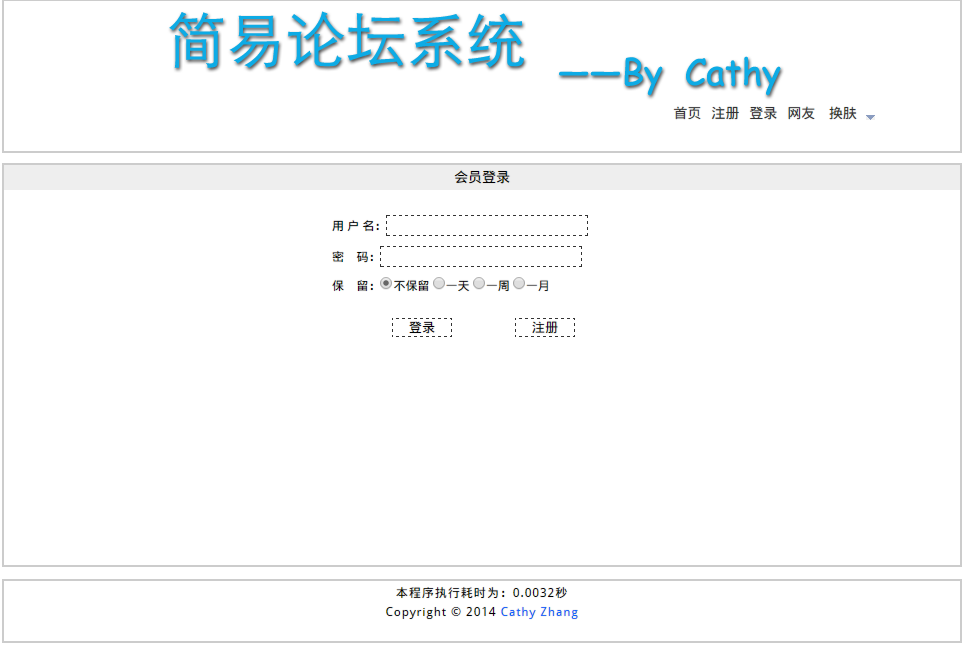 简易论坛系统
——By Cathy
首页 注册 登录 网友 换肤
会员登录
用 户 名：
密 码：
保 留： 不保留 一天 一周 一月
登录 注册
本程序执行耗时为：0.0032秒
Copyright © 2014 Cathy Zhang